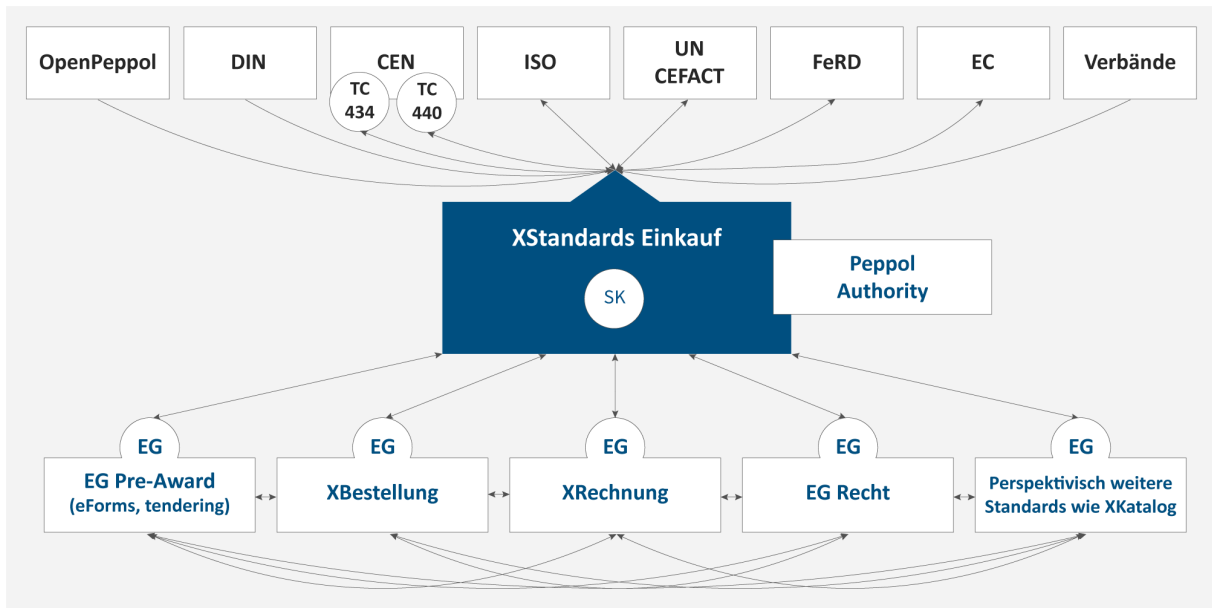 OpenPeppol
DIN
CEN
TC
434
TC
440
ISO
UN
CEFACT
FeRD
EC
Verbände
XStandards Einkauf
SK
Peppol
Authority
EG
EG Pre-Award
(eForms, tendering)
EG
XBestellung
EG
XRechnung
EG
EG Recht
EG
Perspektivisch weitere
Standards wie XKatalog